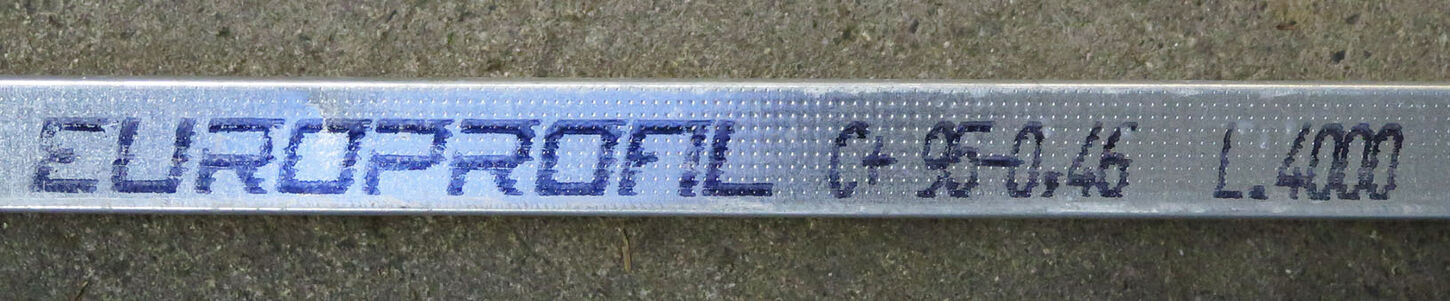 EUROPROFIL C+ 95-0,46 L.4000